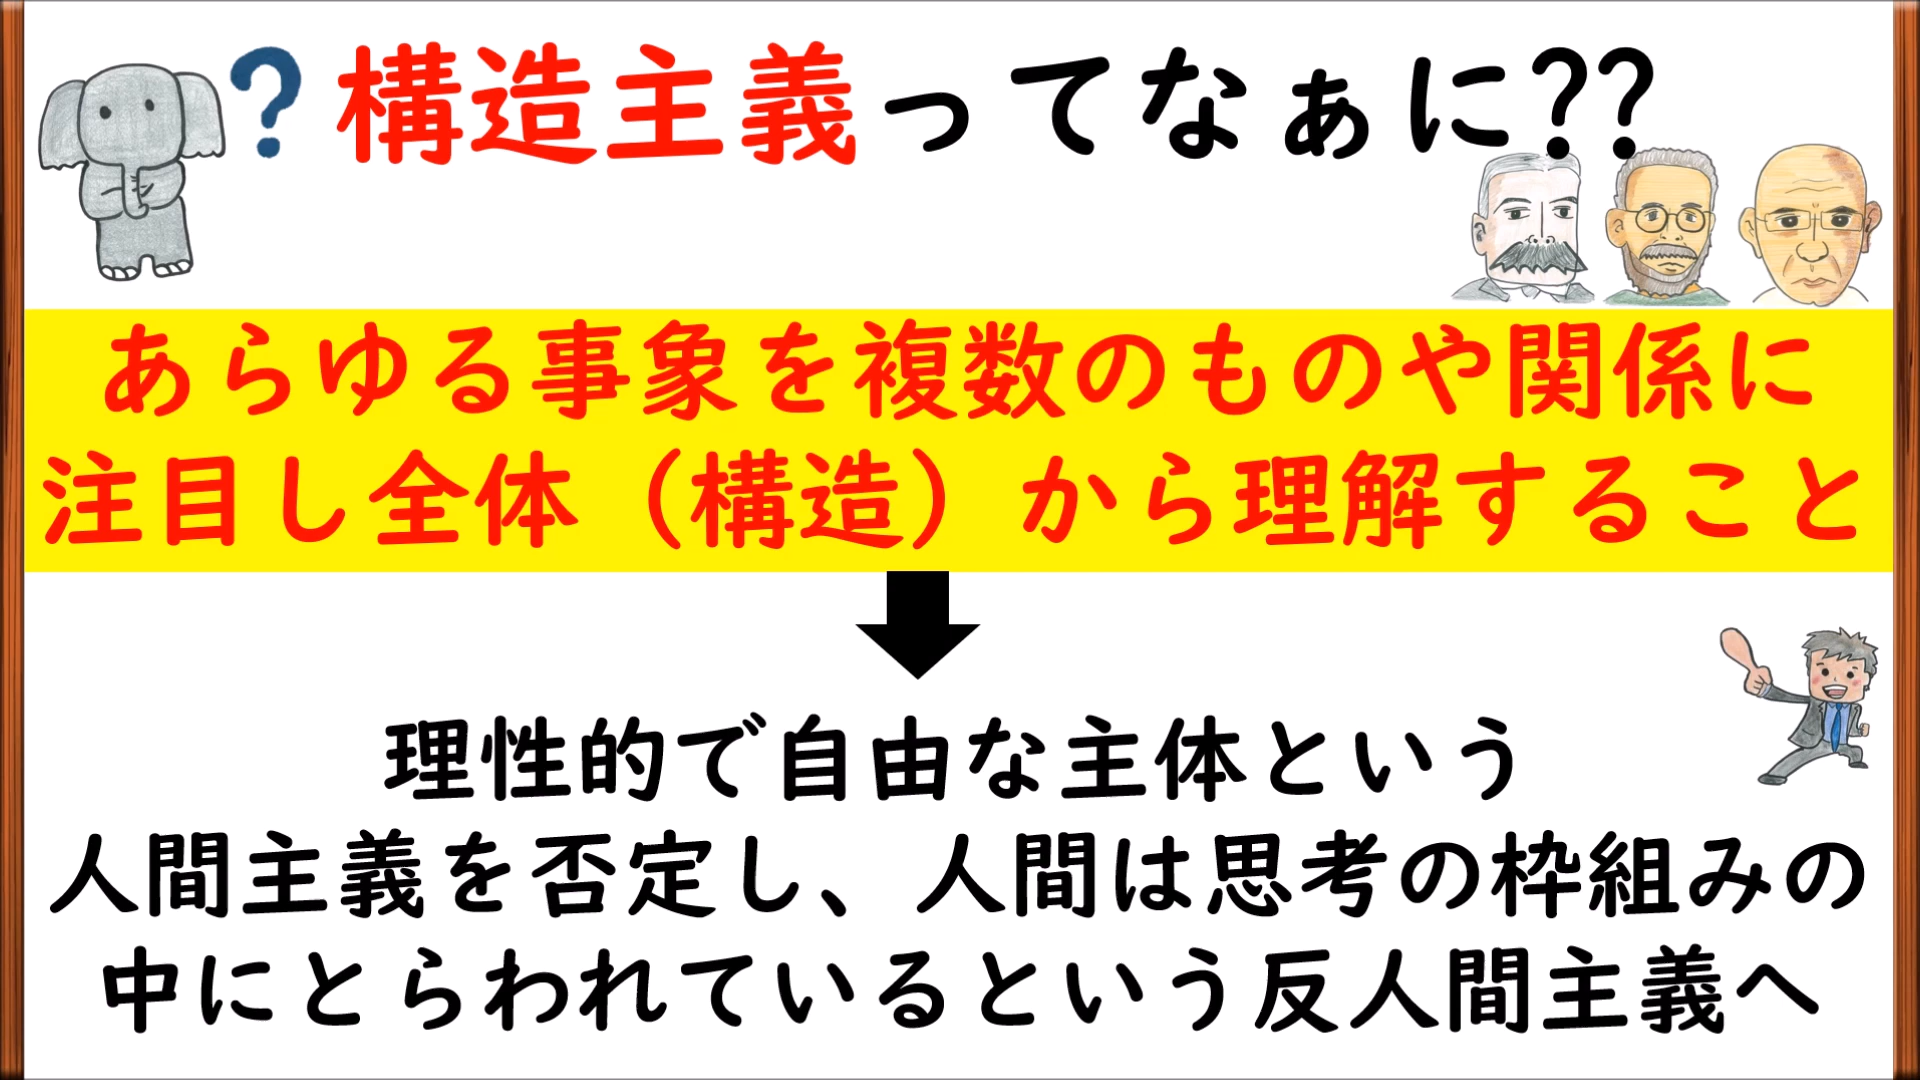 ?構造主義ってなぁに??
あらゆる事象を複数のものや関係に
注目し全体（構造）から理解すること
理性的で自由な主体という
人間主義を否定し、人間は思考の枠組みの
中にとらわれているという反人間主義へ